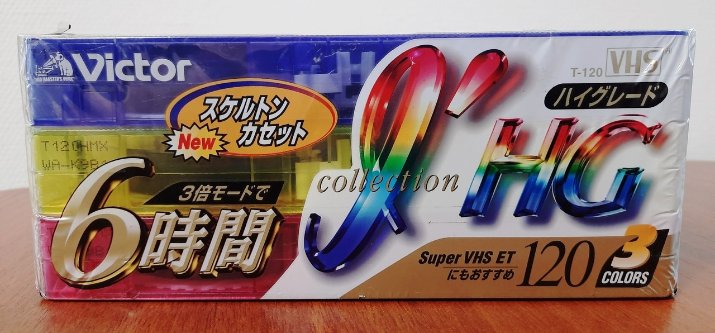 Victor
T-120 VHS
ハイグレード
スケルトン
カセット
New
T120HMX
3倍モードで
6時間
collection
HG
Super VHS ET
にもおすすめ
120
3
COLORS